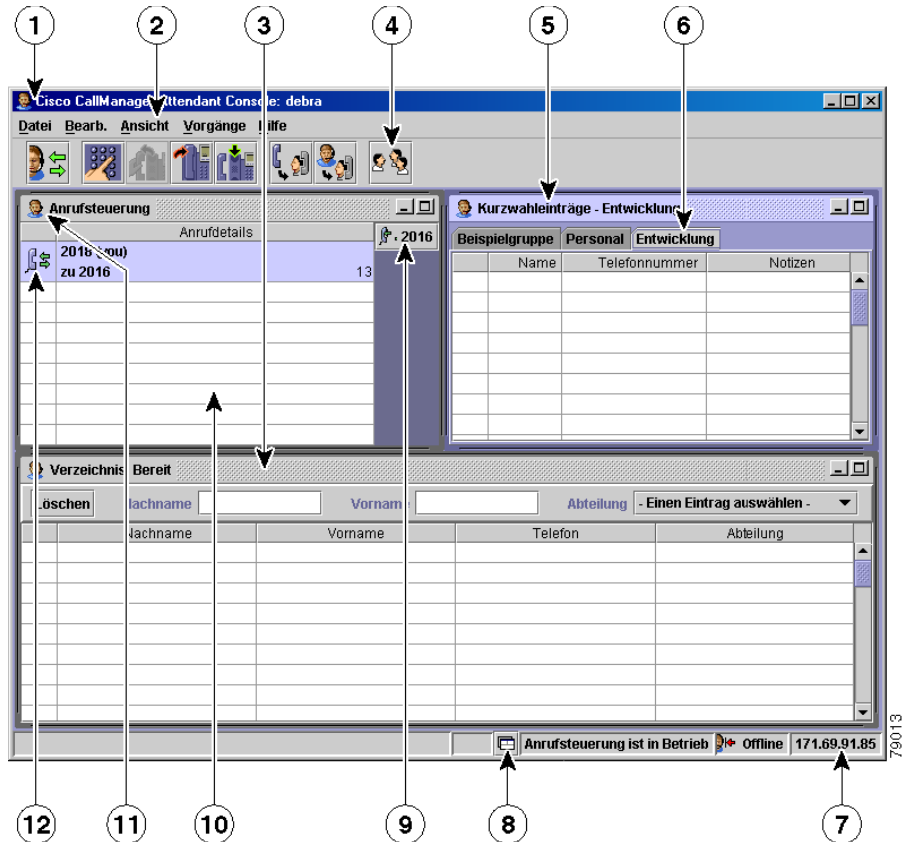 1 2 3 4 5 6
Cisco CallManager Attendant Console: debra
Datei Bearb. Ansicht Vorgänge Hilfe
Anrufsteuerung
Anrufdetails
2018 (you)
zu 2016 13
2016
Kurzwahleinträge - Entwicklung
Beispielgruppe Personal Entwicklung
Name Telefonnummer Notizen
Verzeichnis: Bereit
Löschen Nachname Vorname Abteilung - Einen Eintrag auswählen -
Nachname Vorname Telefon Abteilung
Anrufsteuerung ist in Betrieb Offline 171.69.91.85
79013
12 11 10 9 8 7